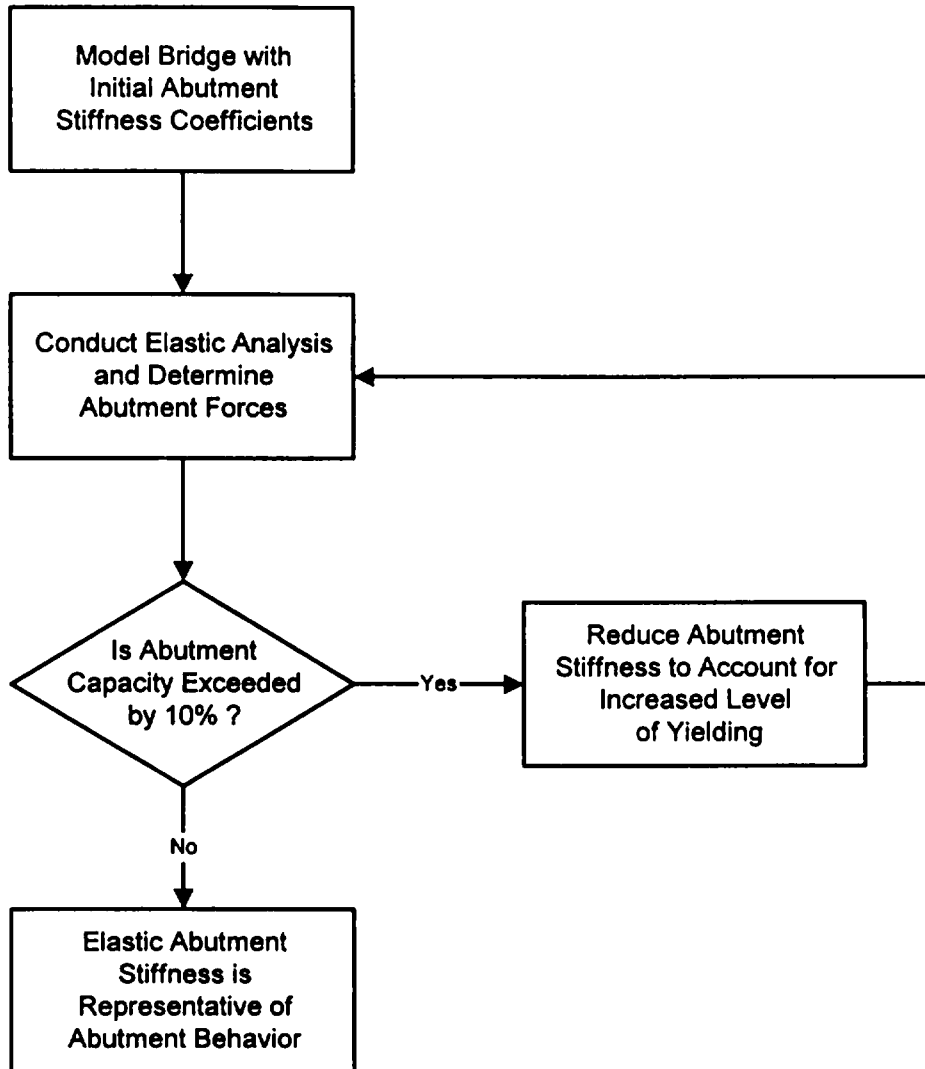 Model Bridge with
Initial Abutment
Stiffness Coefficients
Conduct Elastic Analysis
and Determine
Abutment Forces
Is Abutment
Capacity Exceeded
by 10% ?
Yes
Reduce Abutment
Stiffness to Account for
Increased Level
of Yielding
No
Elastic Abutment
Stiffness is
Representative of
Abutment Behavior